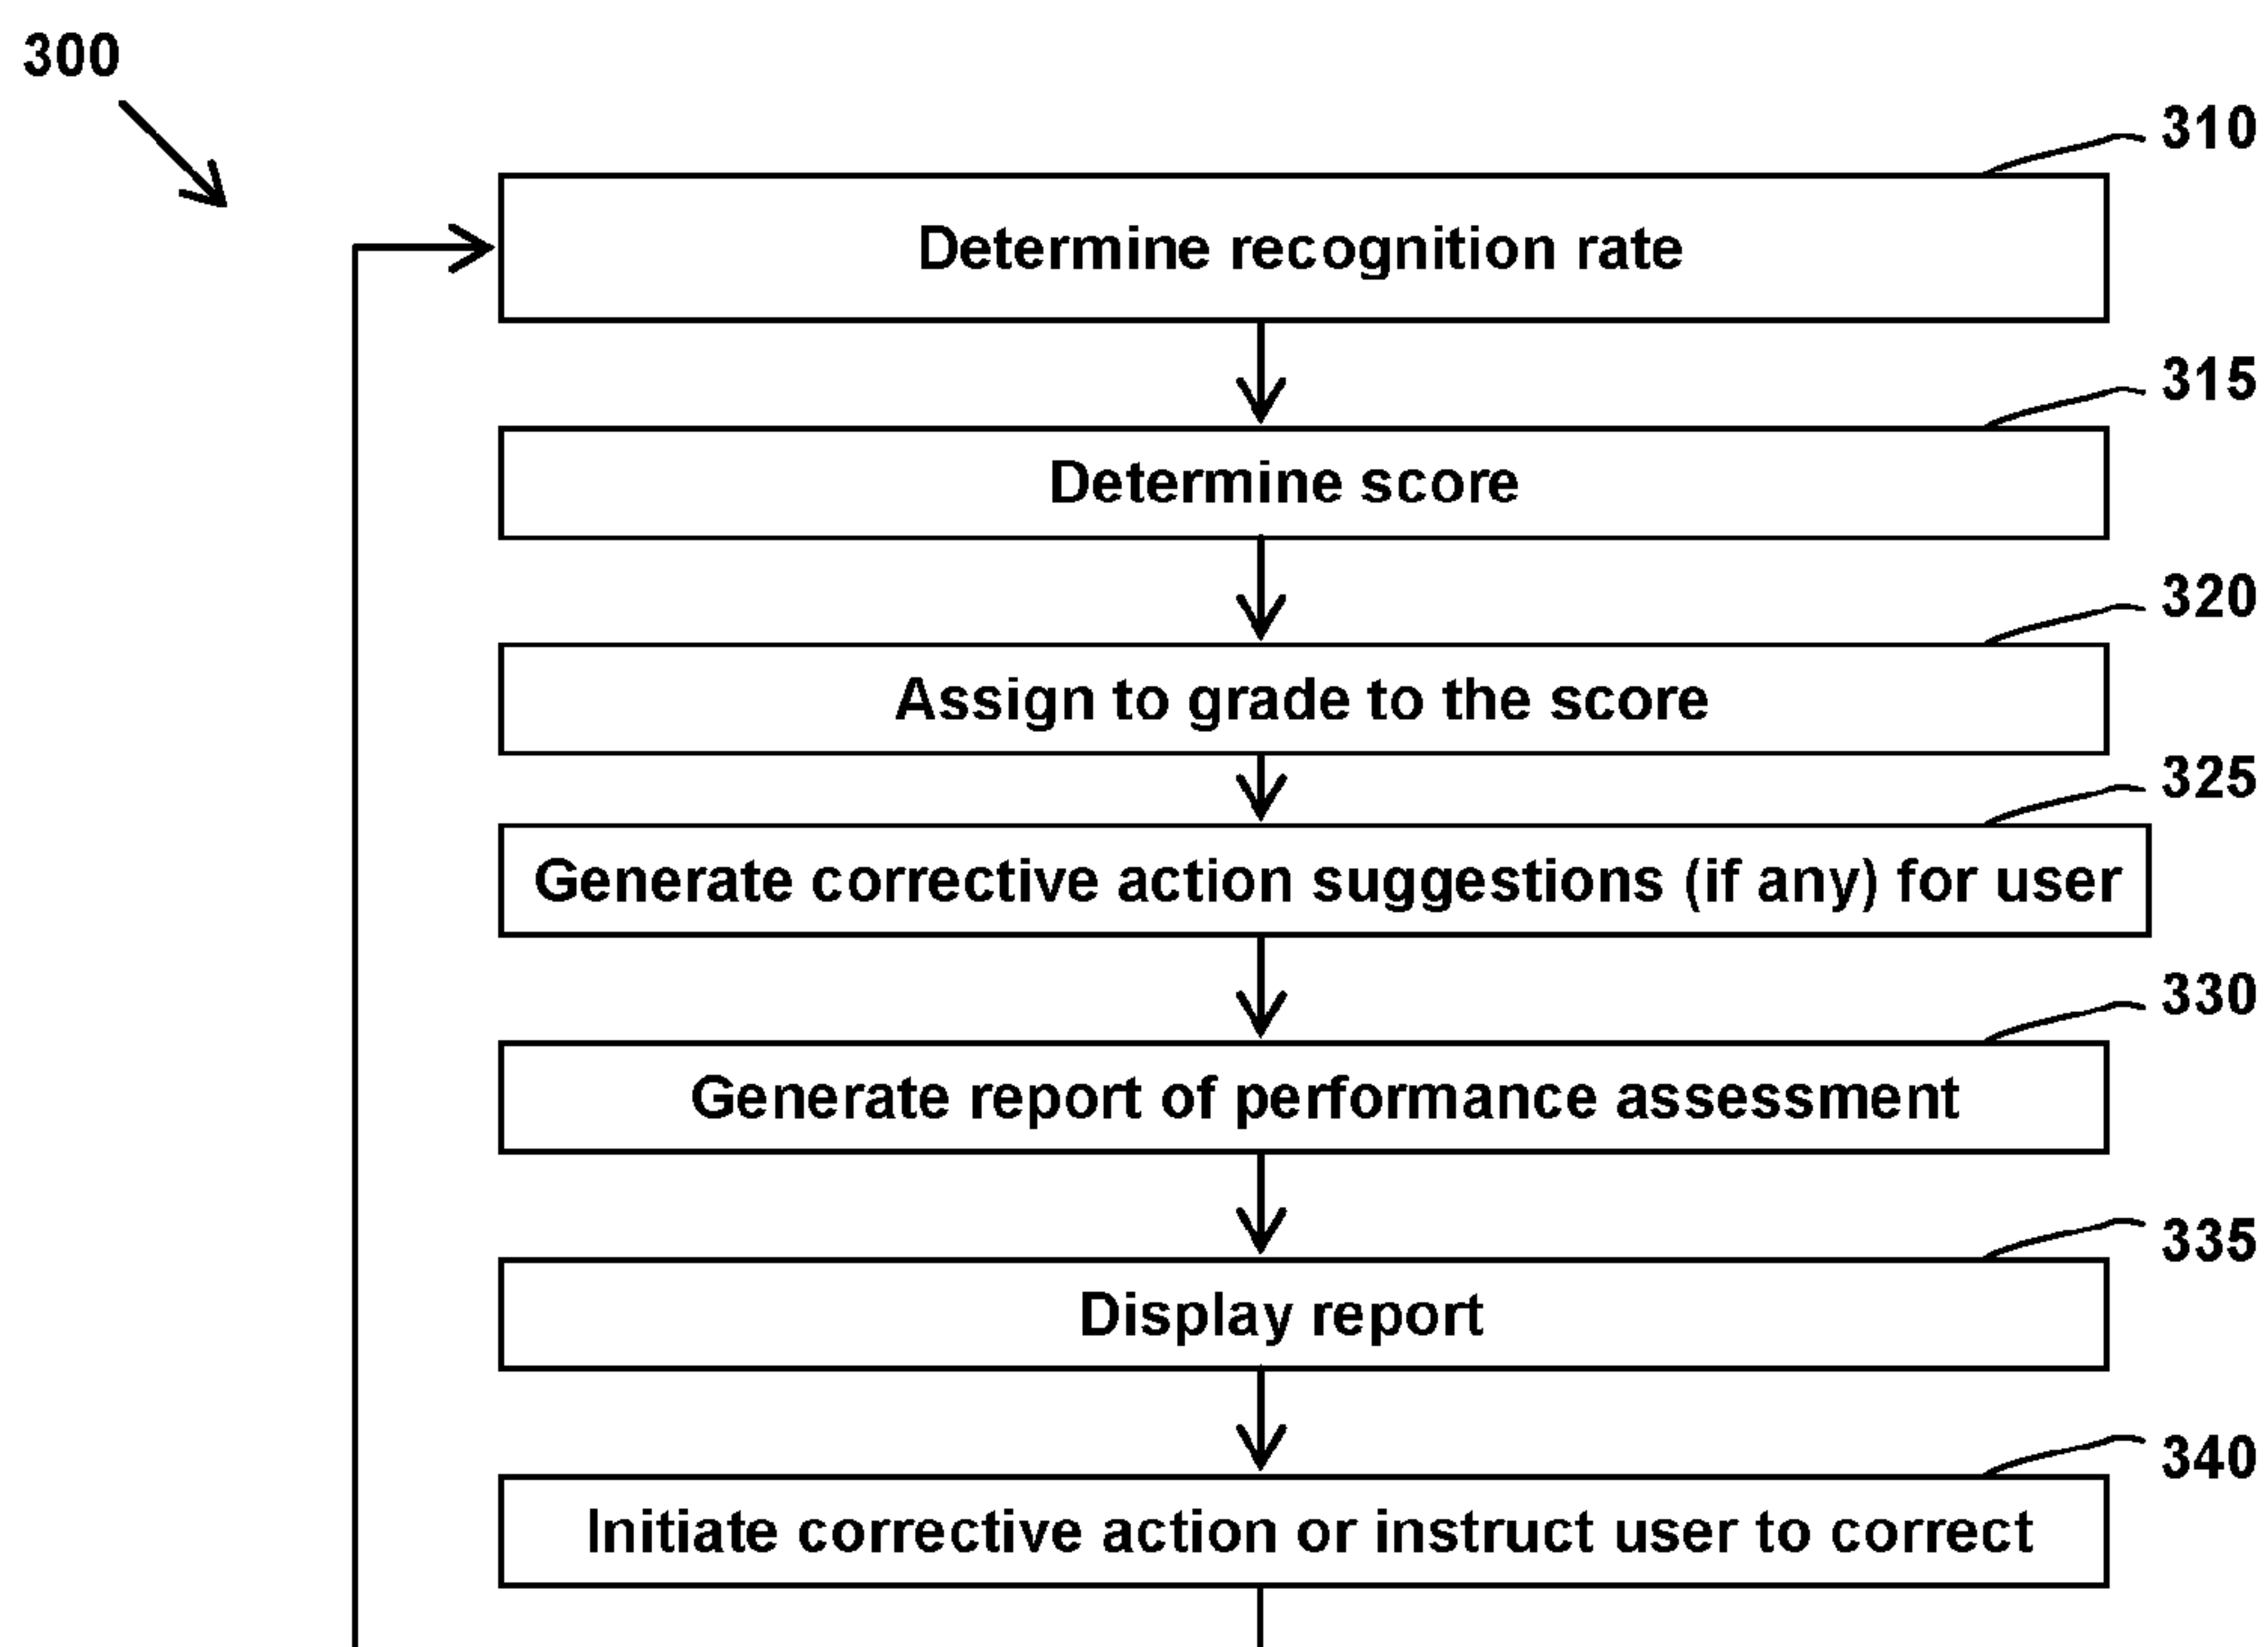 300
310
Determine recognition rate
315
Determine score
320
Assign to grade to the score
325
Generate corrective action suggestions (if any) for user
330
Generate report of performance assessment
335
Display report
340
Initiate corrective action or instruct user to correct